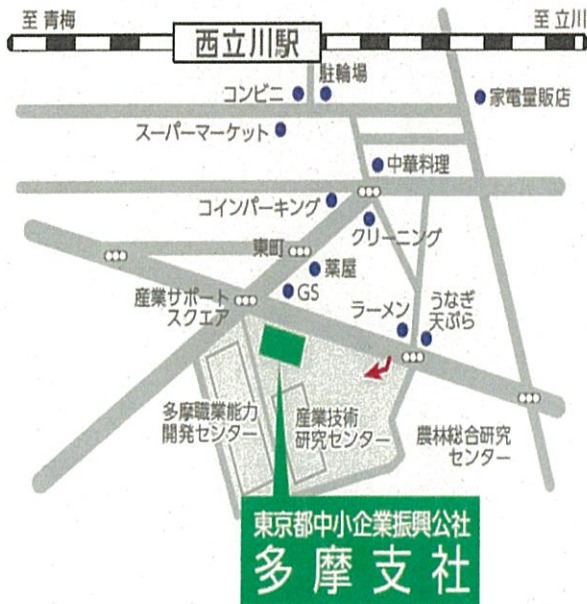 至 青梅
至 立川
西立川駅
駐輪場
コンビニ
家電量販店
スーパーマーケット
中華料理
コインパーキング
クリーニング
東町
薬屋
GS
産業サポート
スクエア
ラーメン
うなぎ
天ぷら
多摩職業能力
開発センター
産業技術
研究センター
農林総合研究
センター
東京都中小企業振興公社
多摩支社